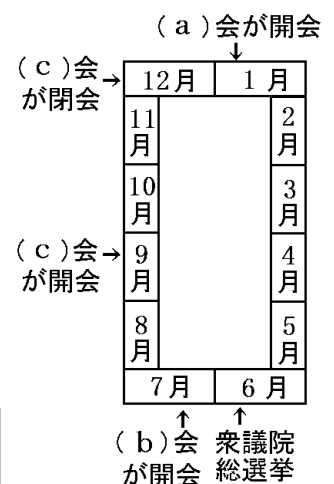 (ａ)会が開会
(ｃ)会
が閉会
12月
1月
11月
2月
10月
3月
(ｃ)会
が開会
9月
4月
8月
5月
7月
6月
(ｂ)会
が開会
衆議院
総選挙